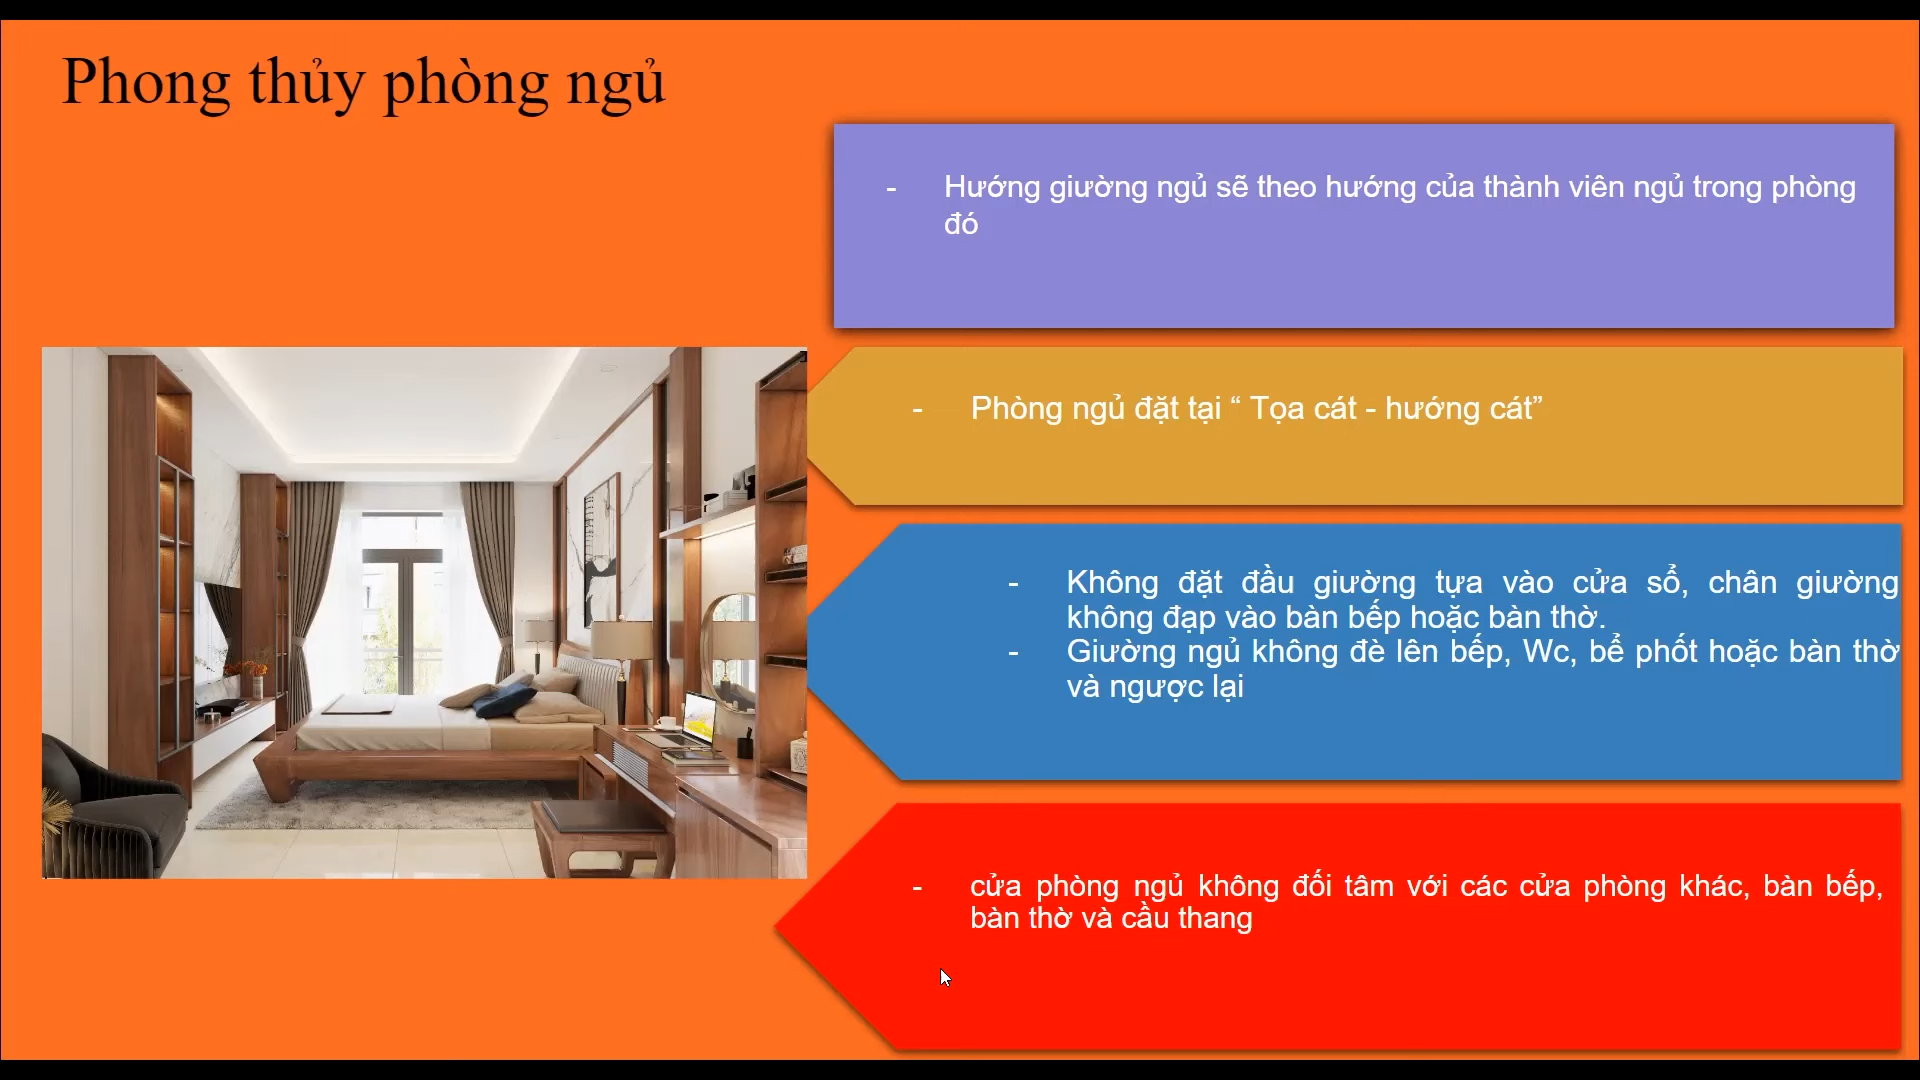 Phong thủy phòng ngủ
- Hướng giường ngủ sẽ theo hướng của thành viên ngủ trong phòng
đó
- Phòng ngủ đặt tại “ Tọa cát - hướng cát”
- Không đặt đầu giường tựa vào cửa sổ, chân giường
không đạp vào bàn bếp hoặc bàn thờ.
- Giường ngủ không đè lên bếp, Wc, bể phốt hoặc bàn thờ
và ngược lại
- cửa phòng ngủ không đối tâm với các cửa phòng khác, bàn bếp,
bàn thờ và cầu thang